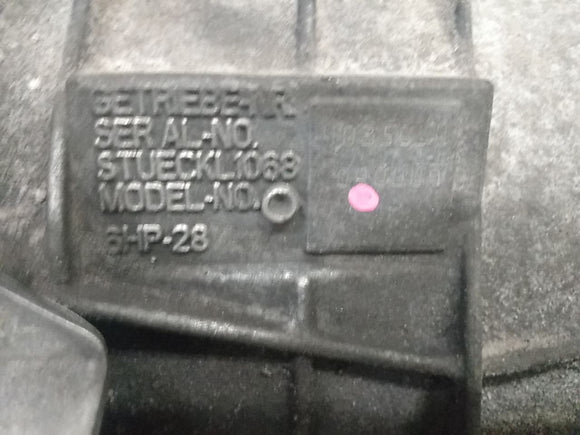 GETRIEBE-NR.
SERIAL-NO.
STUECKL.1068
MODEL-NO.
6HP-28